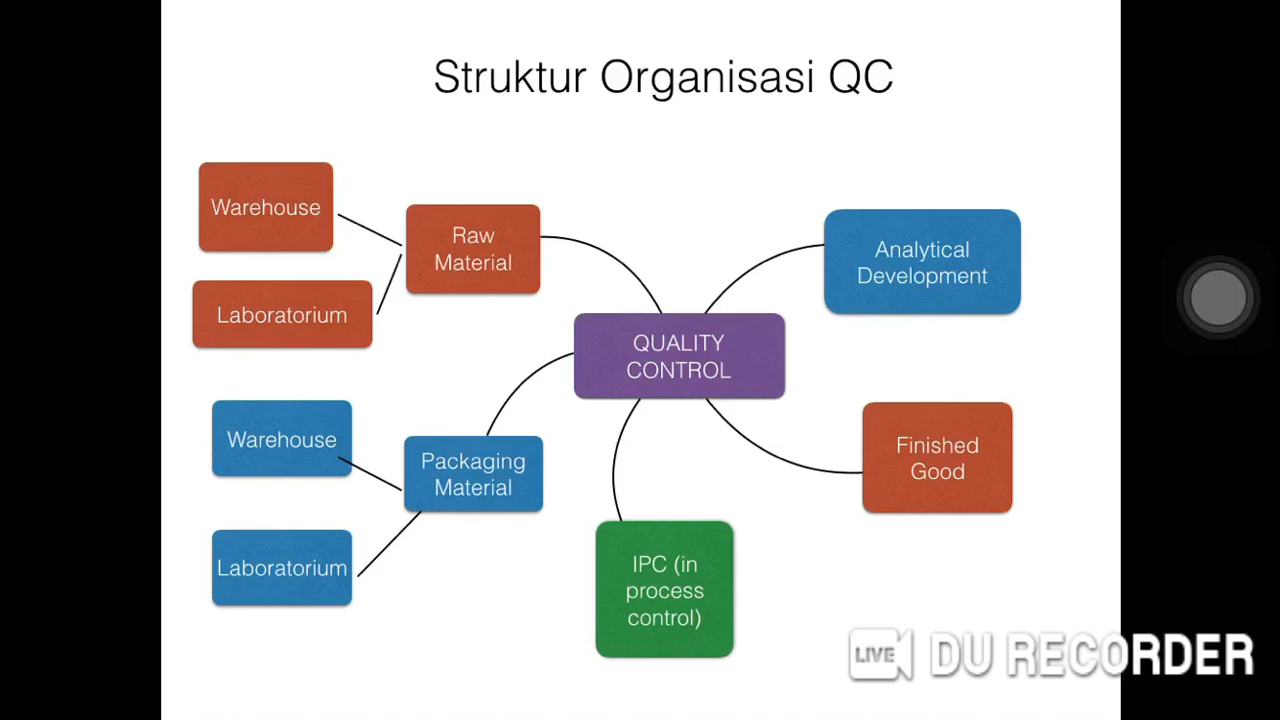 Struktur Organisasi QC
Warehouse
Raw
Material
Laboratorium
Analytical
Development
QUALITY
CONTROL
Warehouse
Packaging
Material
Laboratorium
Finished
Good
IPC (in
process
control)
LIVE DU RECORDER